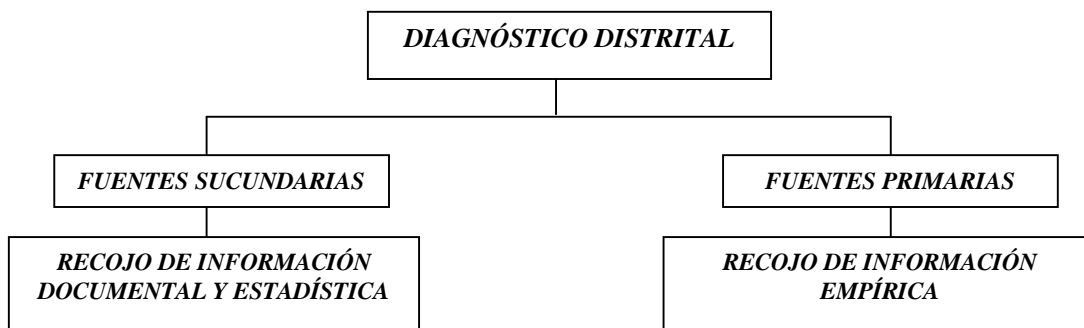 DIAGNÓSTICO DISTRITAL
FUENTES SUCUNDARIAS
FUENTES PRIMARIAS
RECOJO DE INFORMACIÓN
DOCUMENTAL Y ESTADÍSTICA
RECOJO DE INFORMACIÓN
EMPÍRICA